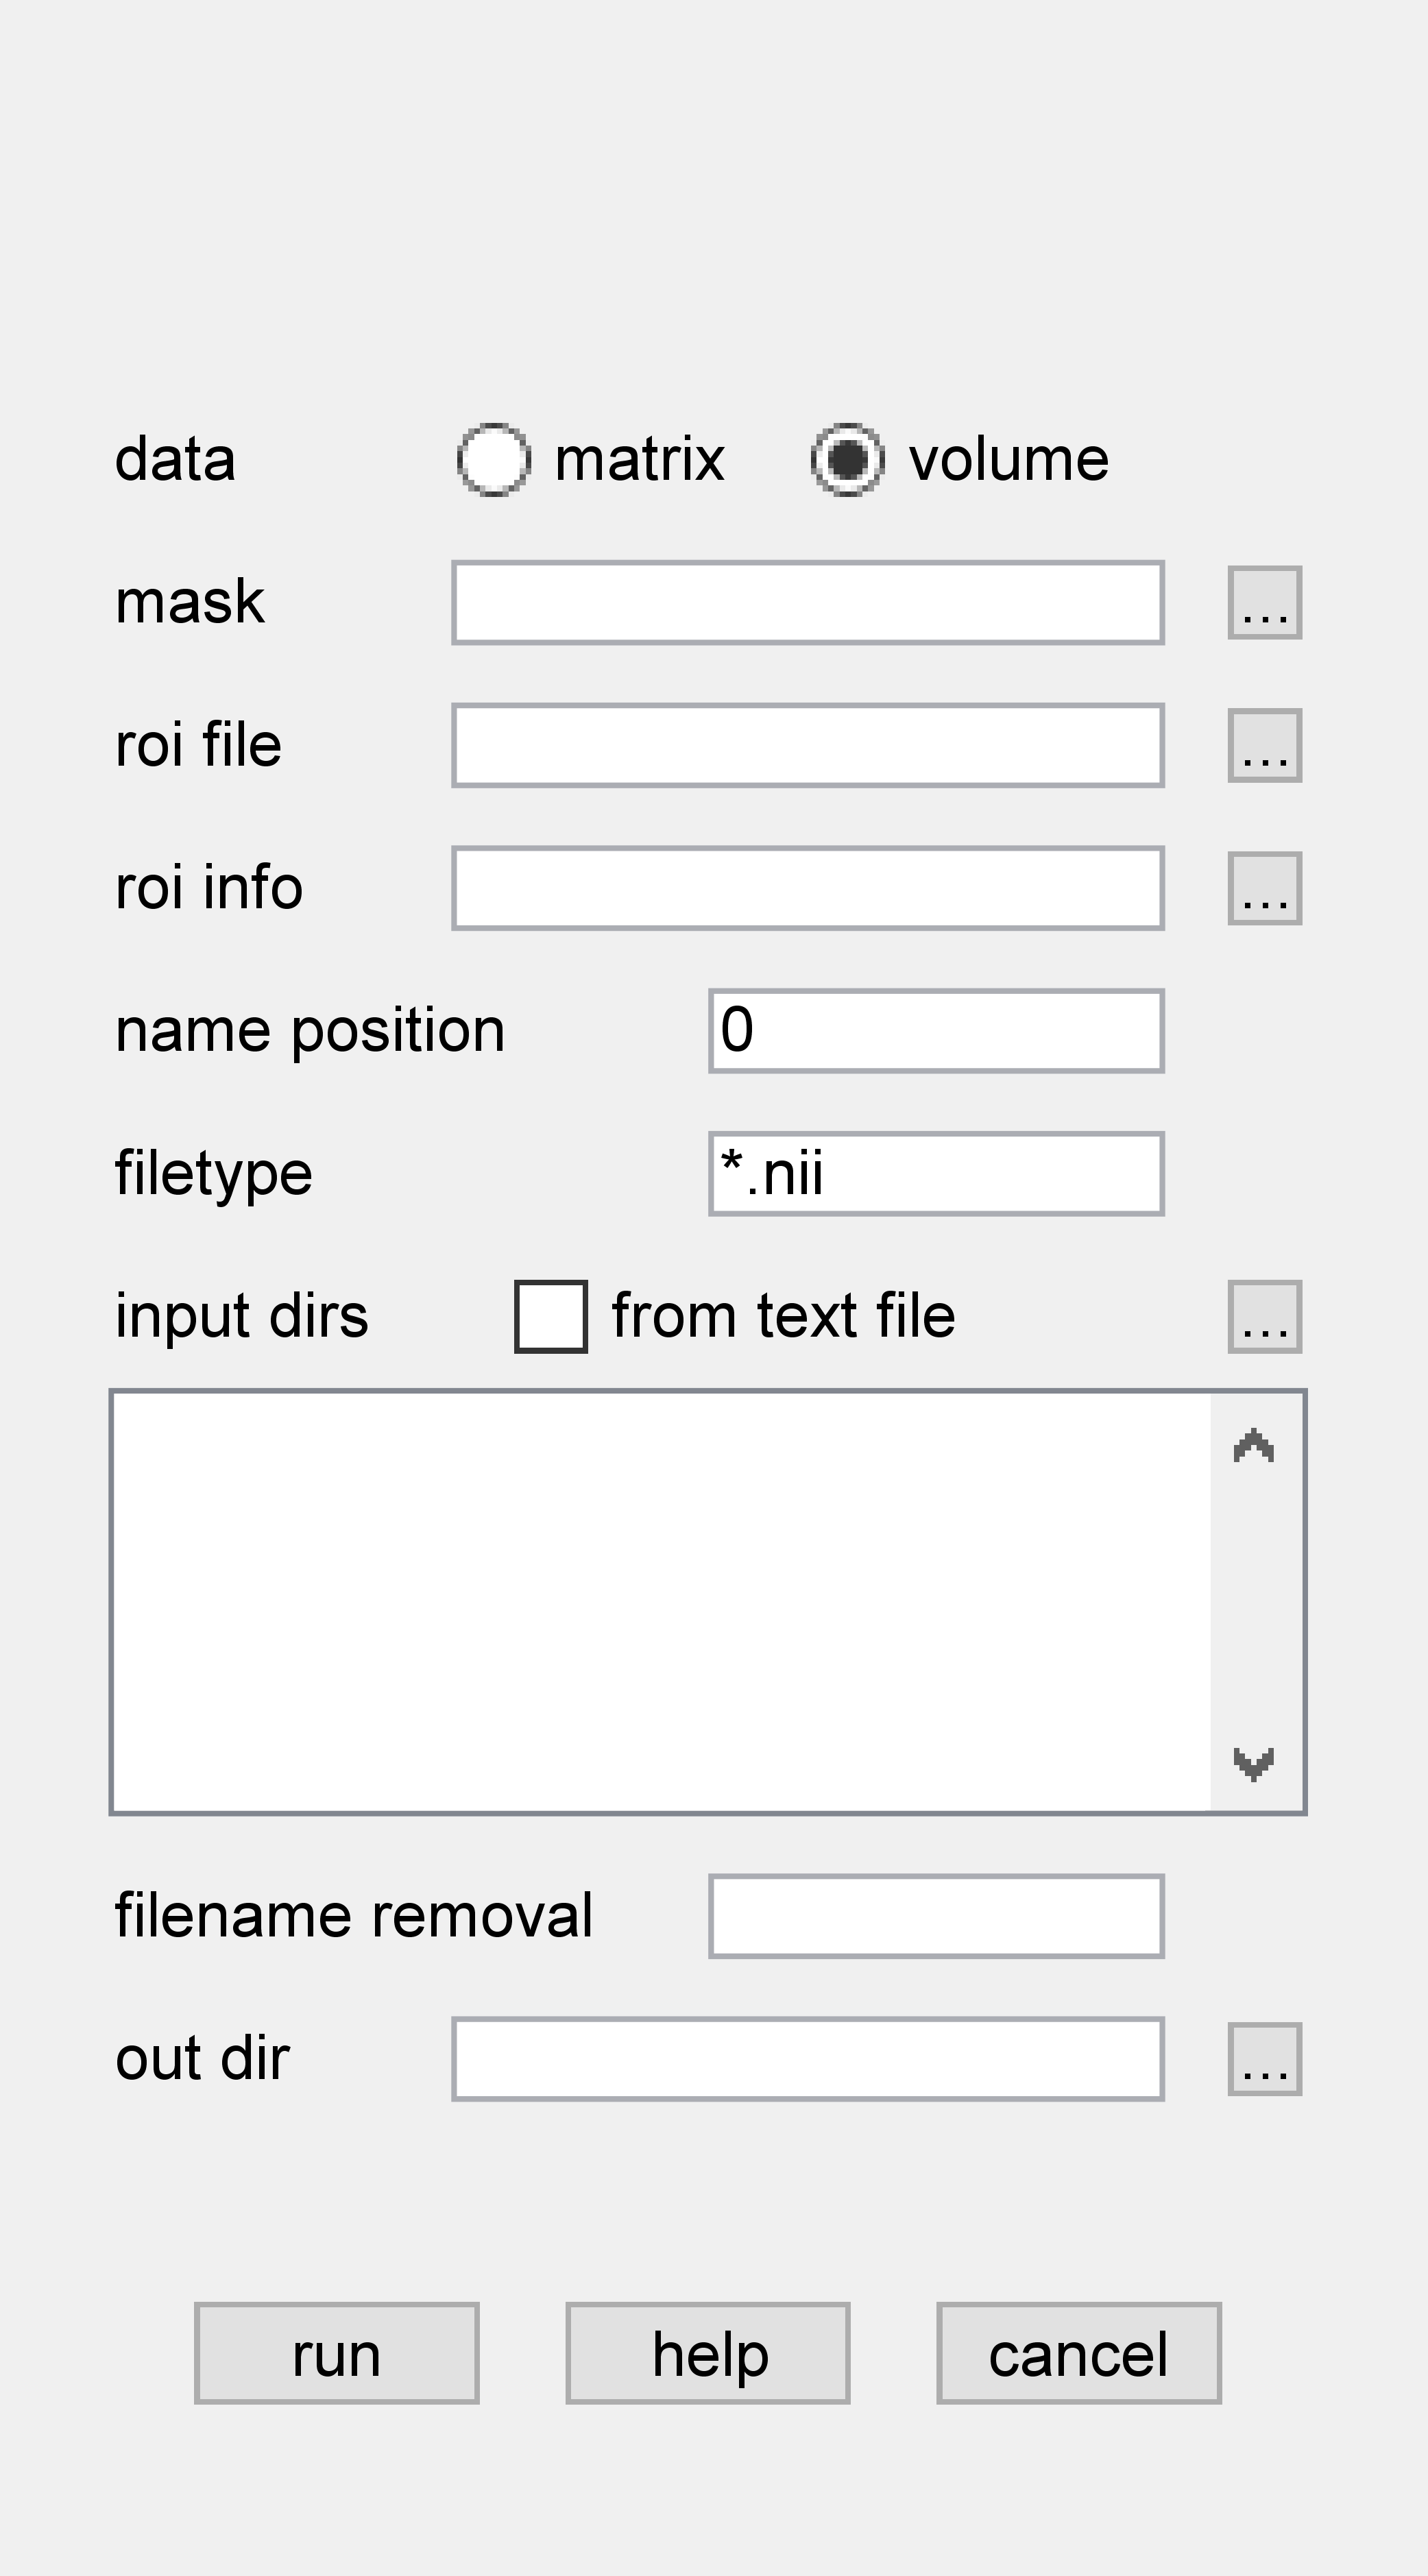 data matrix volume
mask ...
roi file ...
roi info ...
name position 0
filetype *.nii
input dirs from text file ...
filename removal
out dir ...
run help cancel